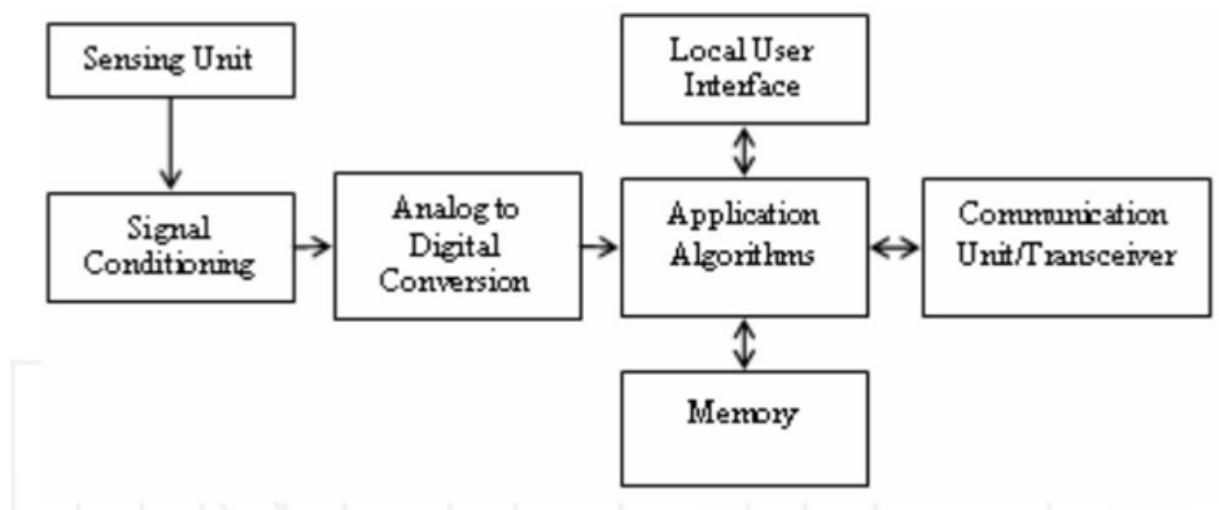 Sensing Unit
Local User
Interface
Signal
Conditioning
Analog to
Digital
Conversion
Application
Algorithms
Communication
Unit/Transceiver
Memory